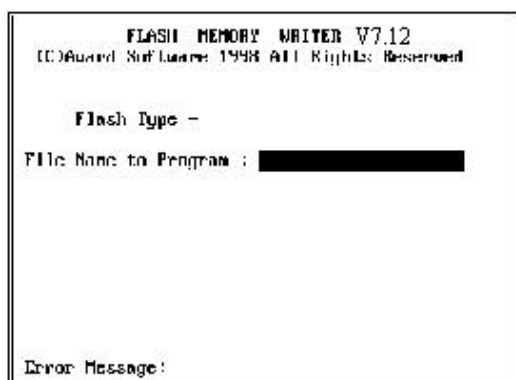 FLASH MEMORY WRITER V7.12
(C)Award Software 1998 All Rights Reserved
Flash Type -
File Name to Program :
Error Message: